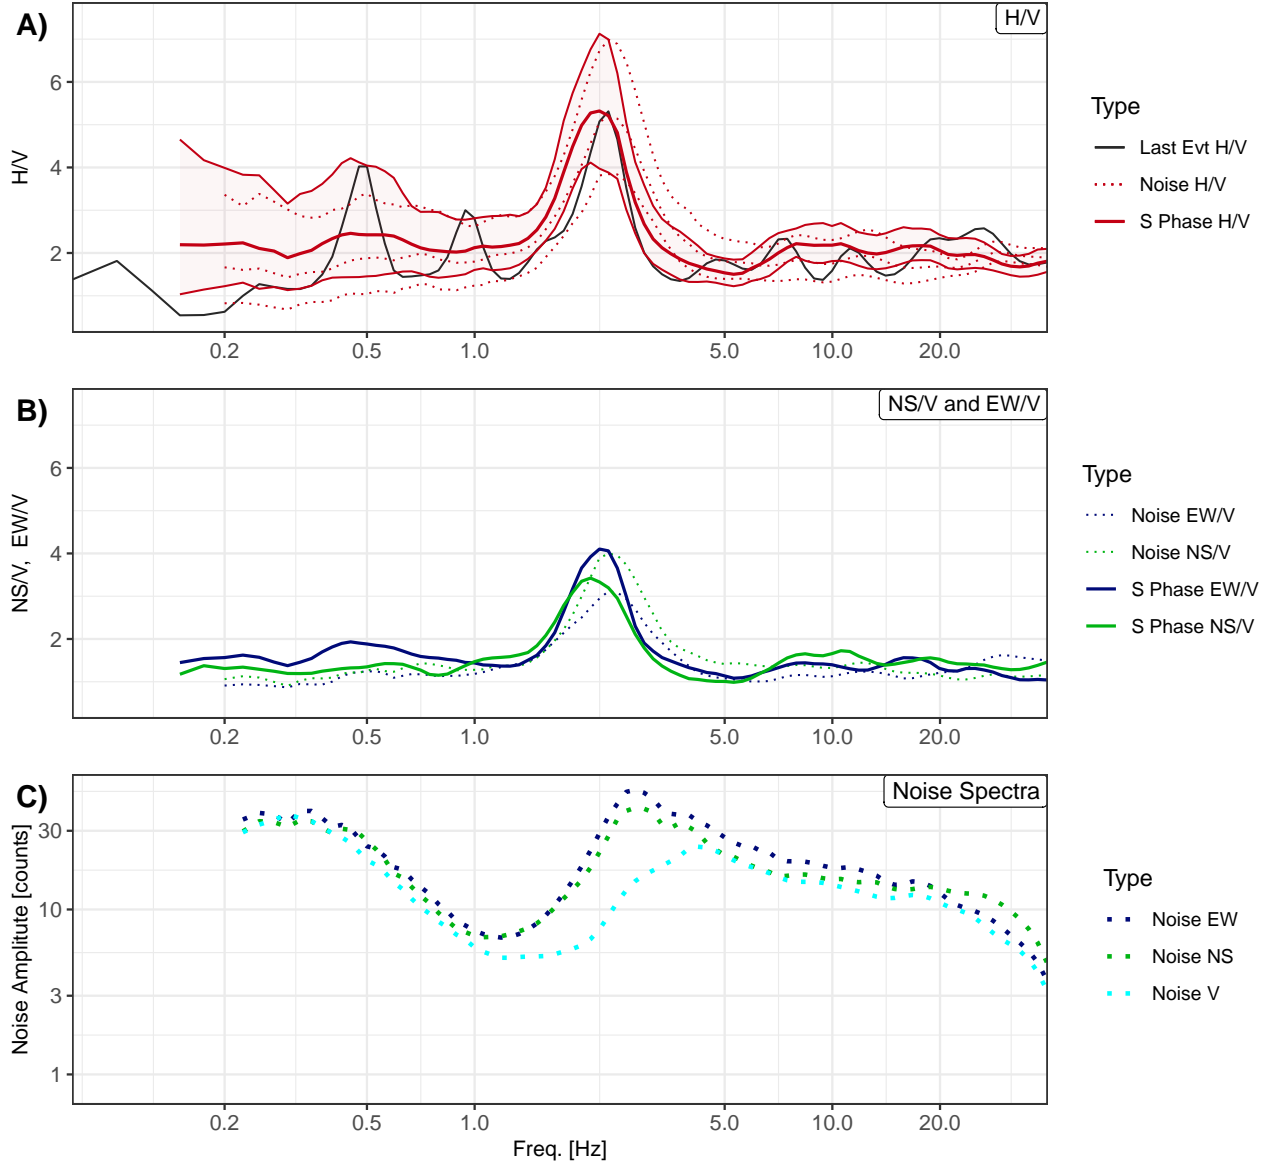 A)
H/V
H/V
6
4
2
0.2 0.5 1.0 5.0 10.0 20.0
Type
Last Evt H/V
Noise H/V
S Phase H/V
B)
NS/V and EW/V
NS/V, EW/V
6
4
2
0.2 0.5 1.0 5.0 10.0 20.0
Type
Noise EW/V
Noise NS/V
S Phase EW/V
S Phase NS/V
C)
Noise Spectra
Noise Amplitude [counts]
30
10
3
1
0.2 0.5 1.0 5.0 10.0 20.0
Freq. [Hz]
Type
Noise EW
Noise NS
Noise V